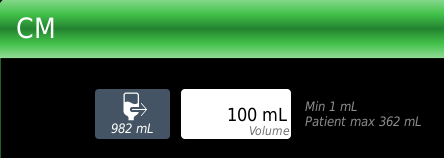 CM
982 mL
100 mL
Volume
Min 1 mL
Patient max 362 mL